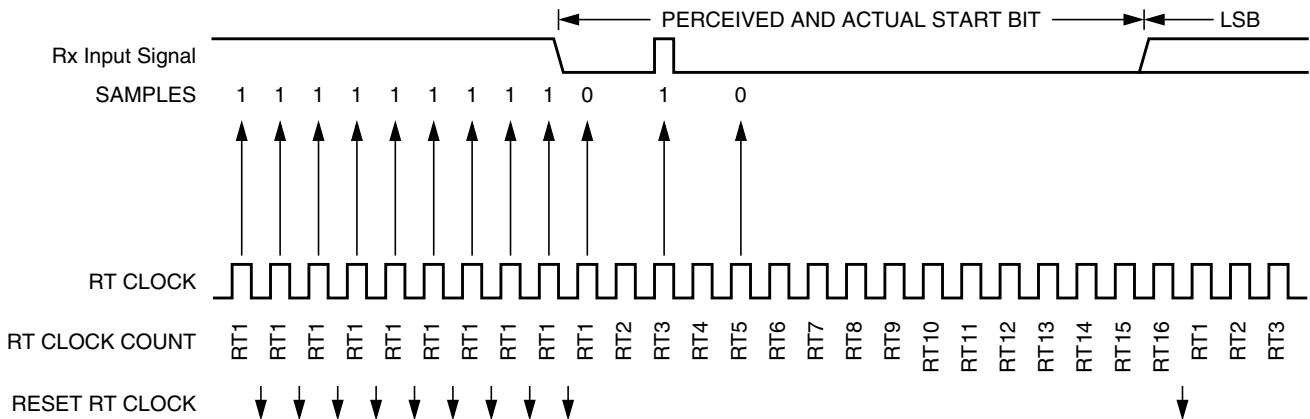 PERCEIVED AND ACTUAL START BIT LSB
Rx Input Signal
SAMPLES 1 1 1 1 1 1 1 1 1 0 1 0
RT CLOCK
RT CLOCK COUNT RT1 RT1 RT1 RT1 RT1 RT1 RT1 RT1 RT1 RT1 RT2 RT3 RT4 RT5 RT6 RT7 RT8 RT9 RT10 RT11 RT12 RT13 RT14 RT15 RT16 RT1 RT2 RT3
RESET RT CLOCK